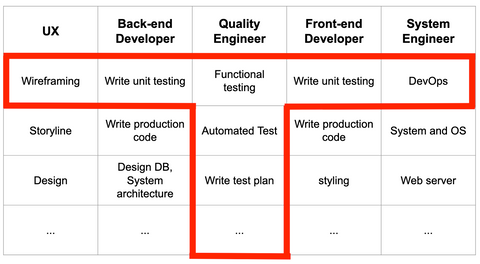 UX
Back-end
Developer
Quality
Engineer
Front-end
Developer
System
Engineer
Wireframing
Write unit testing
Functional
testing
Write unit testing
DevOps
Storyline
Write production
code
Automated Test
Write production
code
System and OS
Design
Design DB,
System
architecture
Write test plan
styling
Web server
...
...
...
...
...